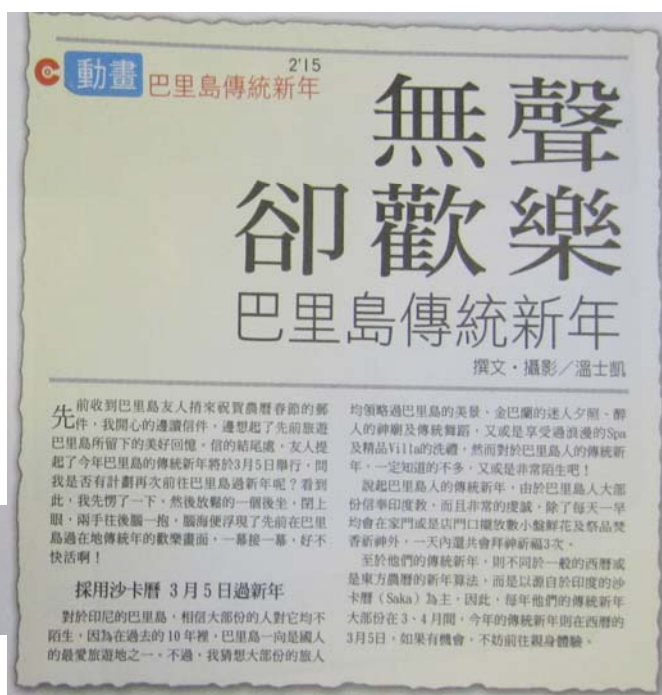 動畫 巴里島傳統新年 2'15
無聲
卻歡樂
巴里島傳統新年
撰文・攝影／溫士凱
先前收到巴里島友人捎來祝賀農曆春節的郵
件，我開心的邊讀信件，邊想起了先前旅遊
巴里島所留下的美好回憶，信的結尾處，友人提
起了今年巴里島的傳統新年將於3月5日舉行，問
我是否有計劃再次前往巴里島過新年呢？看到
此，我先愣了一下，然後放鬆的一個後坐，閉上
眼，兩手往後腦一抱，腦海便浮現了先前在巴里
島過在地傳統年的歡樂畫面，一幕接一幕，好不
快活啊！
採用沙卡曆 3月5日過新年
對於印尼的巴里島，相信大部份的人對它均不
陌生，因為在過去的10年裡，巴里島一向是國人
的最愛旅遊地之一。不過，我猜想大部份的旅人
均領略過巴里島的美景、金巴蘭的迷人夕照、醉
人的神廟及傳統舞蹈，又或是享受過浪漫的Spa
及精品Villa的洗禮，然而對於巴里島人的傳統新
年，一定知道的不多，又或是非常陌生吧！
說起巴里島人的傳統新年，由於巴里島人大部
份信奉印度教，而且非常的虔誠，除了每天一早
均會在家門或是店門口擺放數小盤鮮花及祭品焚
香祈神外，一天內還共會拜神祈福3次。
至於他們的傳統新年，則不同於一般的西曆或
是東方農曆的新年算法，而是以源自於印度的沙
卡曆（Saka）為主，因此，每年他們的傳統新年
大部份在3、4月間，今年的傳統新年則在西曆的
3月5日，如果有機會，不妨前往親身體驗。